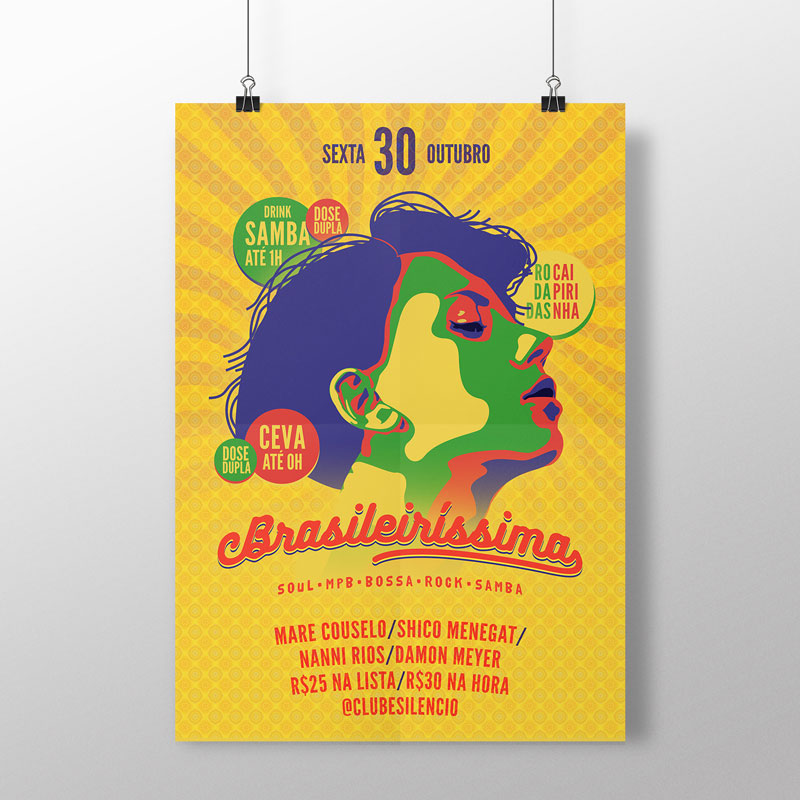 SEXTA 30 OUTUBRO
DRINK
SAMBA
ATÉ 1H
DOSE
DUPLA
RO CAI
DA PIRI
DAS NHA
CEVA
ATÉ 0H
DOSE
DUPLA
Brasileiríssima
SOUL • MPB • BOSSA • ROCK • SAMBA
MARE COUSELO/SHICO MENEGAT/
NANNI RIOS/DAMON MEYER
R$25 NA LISTA/R$30 NA HORA
@CLUBESILENCIO